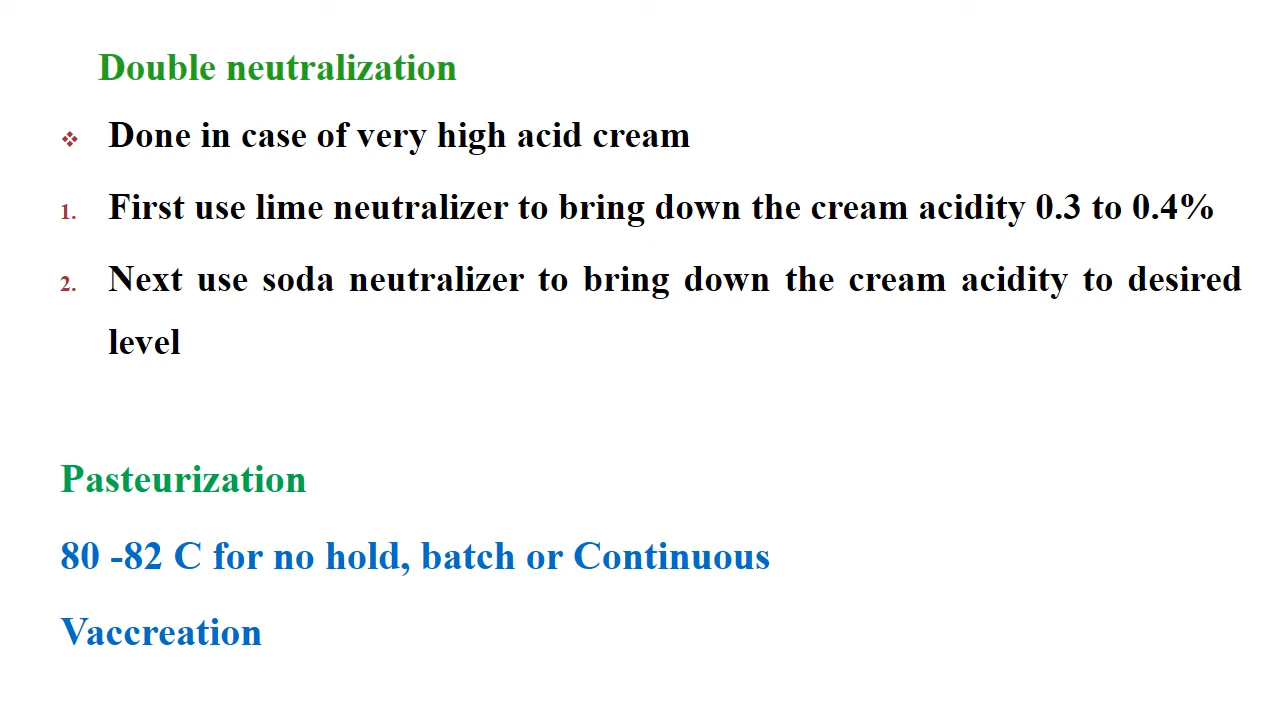 Double neutralization
❖ Done in case of very high acid cream
1. First use lime neutralizer to bring down the cream acidity 0.3 to 0.4%
2. Next use soda neutralizer to bring down the cream acidity to desired
level
Pasteurization
80 -82 C for no hold, batch or Continuous
Vaccreation